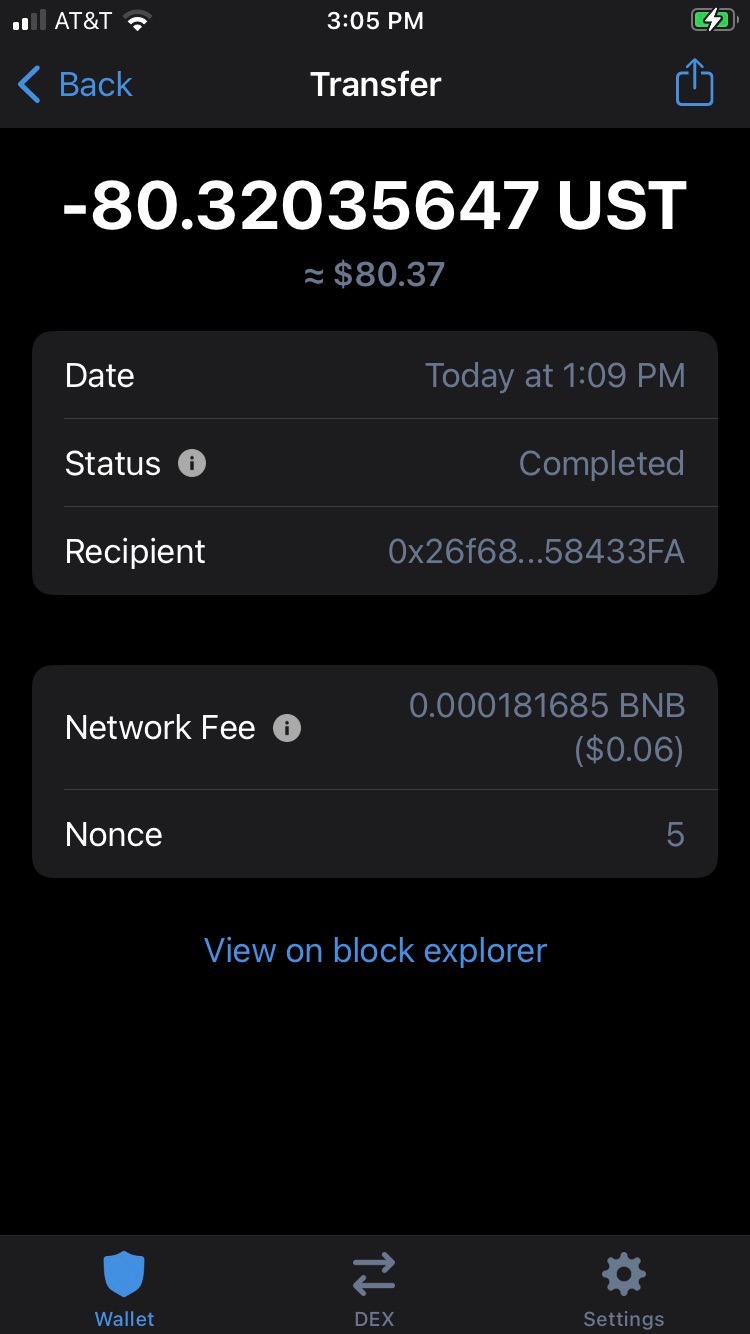 AT&T 3:05 PM
Back Transfer
-80.32035647 UST
≈ $80.37
Date Today at 1:09 PM
Status Completed
Recipient 0x26f68...58433FA
Network Fee 0.000181685 BNB
($0.06)
Nonce 5
View on block explorer
Wallet DEX Settings